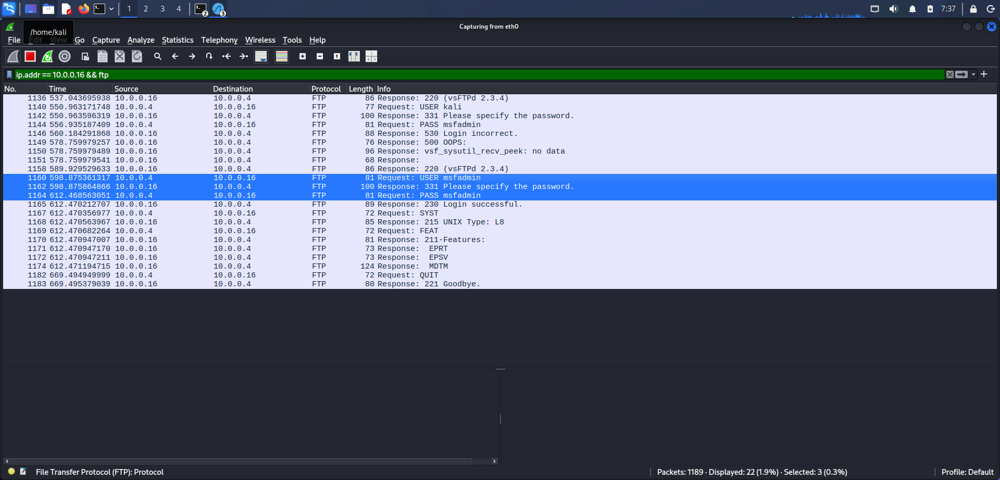 1 2 3 4 2 3 7:37
Capturing from eth0
/home/kali
File Edit View Go Capture Analyze Statistics Telephony Wireless Tools Help
ip.addr == 10.0.0.16 && ftp
No. Time Source Destination Protocol Length Info
1136 537.043695938 10.0.0.16 10.0.0.4 FTP 86 Response: 220 (vsFTPd 2.3.4)
1140 550.963171748 10.0.0.4 10.0.0.16 FTP 77 Request: USER kali
1142 550.963596319 10.0.0.16 10.0.0.4 FTP 100 Response: 331 Please specify the password.
1144 556.935187409 10.0.0.4 10.0.0.16 FTP 81 Request: PASS msfadmin
1146 560.184291868 10.0.0.16 10.0.0.4 FTP 88 Response: 530 Login incorrect.
1149 578.759979257 10.0.0.16 10.0.0.4 FTP 76 Response: 500 OOPS:
1150 578.759979489 10.0.0.16 10.0.0.4 FTP 96 Response: vsf_sysutil_recv_peek: no data
1151 578.759979541 10.0.0.16 10.0.0.4 FTP 68 Response:
1158 589.929529633 10.0.0.16 10.0.0.4 FTP 86 Response: 220 (vsFTPd 2.3.4)
1160 598.875361317 10.0.0.4 10.0.0.16 FTP 81 Request: USER msfadmin
1162 598.875864866 10.0.0.16 10.0.0.4 FTP 100 Response: 331 Please specify the password.
1164 612.468563051 10.0.0.4 10.0.0.16 FTP 81 Request: PASS msfadmin
1165 612.470212707 10.0.0.16 10.0.0.4 FTP 89 Response: 230 Login successful.
1167 612.470356977 10.0.0.4 10.0.0.16 FTP 72 Request: SYST
1168 612.470563967 10.0.0.16 10.0.0.4 FTP 85 Response: 215 UNIX Type: L8
1169 612.470682264 10.0.0.4 10.0.0.16 FTP 72 Request: FEAT
1170 612.470947007 10.0.0.16 10.0.0.4 FTP 81 Response: 211-Features:
1171 612.470947170 10.0.0.16 10.0.0.4 FTP 73 Response: EPRT
1172 612.470947211 10.0.0.16 10.0.0.4 FTP 73 Response: EPSV
1174 612.471194715 10.0.0.16 10.0.0.4 FTP 124 Response: MDTM
1182 669.494949999 10.0.0.4 10.0.0.16 FTP 72 Request: QUIT
1183 669.495379039 10.0.0.16 10.0.0.4 FTP 80 Response: 221 Goodbye.
File Transfer Protocol (FTP): Protocol Packets: 1189 · Displayed: 22 (1.9%) · Selected: 3 (0.3%) Profile: Default